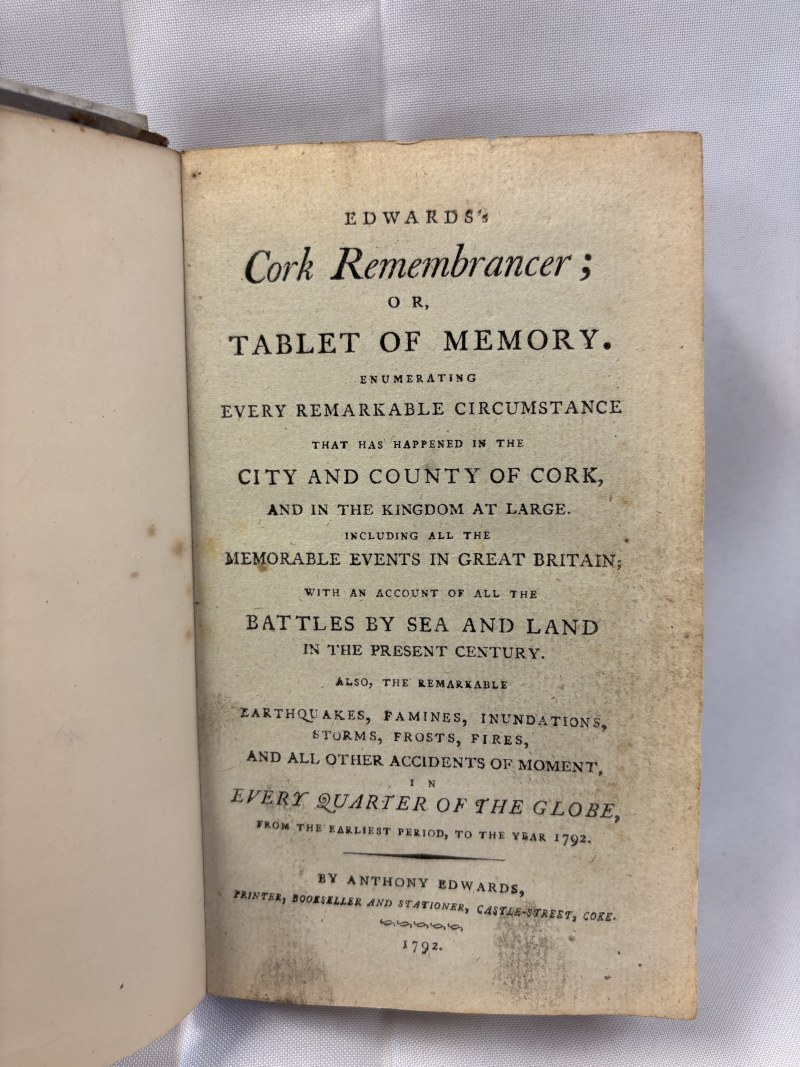 EDWARDS's
Cork Remembrancer;
OR,
TABLET OF MEMORY.
ENUMERATING
EVERY REMARKABLE CIRCUMSTANCE
THAT HAS HAPPENED IN THE
CITY AND COUNTY OF CORK,
AND IN THE KINGDOM AT LARGE.
INCLUDING ALL THE
MEMORABLE EVENTS IN GREAT BRITAIN;
WITH AN ACCOUNT OF ALL THE
BATTLES BY SEA AND LAND
IN THE PRESENT CENTURY.
ALSO, THE REMARKABLE
EARTHQUAKES, FAMINES, INUNDATIONS,
STORMS, FROSTS, FIRES,
AND ALL OTHER ACCIDENTS OF MOMENT,
IN
EVERY QUARTER OF THE GLOBE,
FROM THE EARLIEST PERIOD, TO THE YEAR 1792.
BY ANTHONY EDWARDS,
PRINTER, BOOKSELLER AND STATIONER, CASTLE-STREET, CORK.
1792.